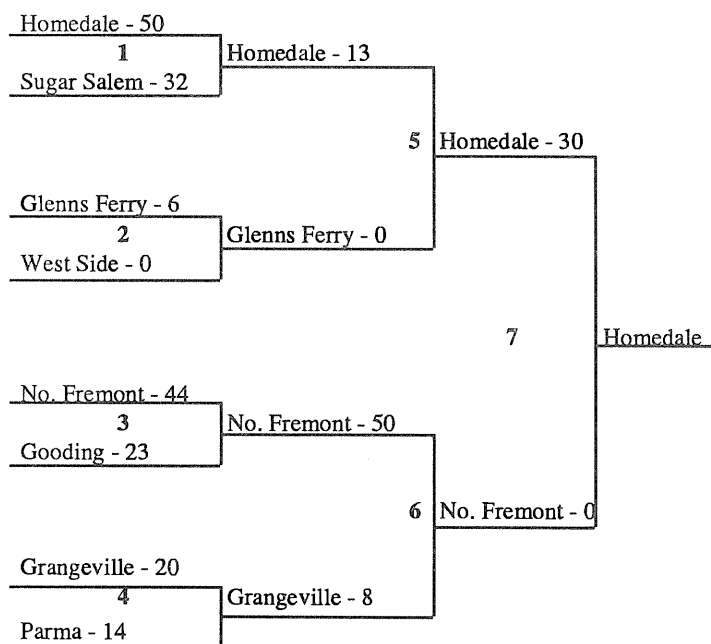 Homedale - 50
1
Homedale - 13
Sugar Salem - 32
5
Homedale - 30
Glenns Ferry - 6
2
Glenns Ferry - 0
West Side - 0
7
Homedale
No. Fremont - 44
3
No. Fremont - 50
Gooding - 23
6
No. Fremont - 0
Grangeville - 20
4
Grangeville - 8
Parma - 14